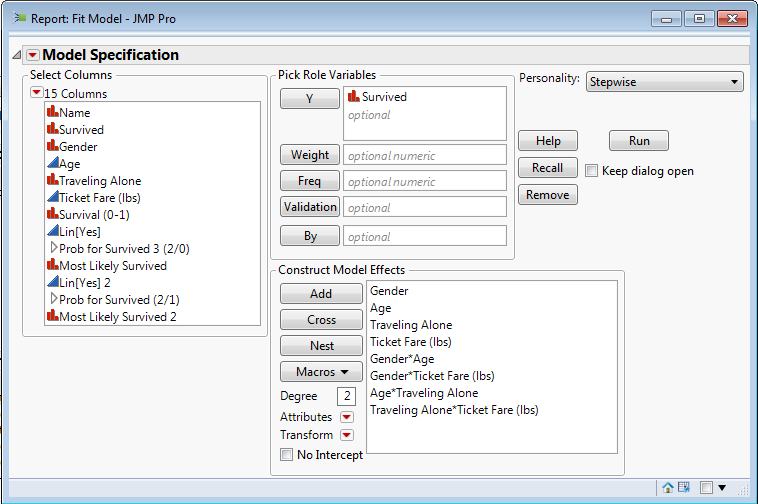 Report: Fit Model - JMP Pro
Model Specification
Select Columns
15 Columns
Name
Survived
Gender
Age
Traveling Alone
Ticket Fare (lbs)
Survival (0-1)
Lin[Yes]
Prob for Survived 3 (2/0)
Most Likely Survived
Lin[Yes] 2
Prob for Survived (2/1)
Most Likely Survived 2
Pick Role Variables
Y
Survived
optional
Weight
optional numeric
Freq
optional numeric
Validation
optional
By
optional
Personality:
Stepwise
Help
Run
Recall
Keep dialog open
Remove
Construct Model Effects
Add
Cross
Nest
Macros
Degree
2
Attributes
Transform
No Intercept
Gender
Age
Traveling Alone
Ticket Fare (lbs)
Gender*Age
Gender*Ticket Fare (lbs)
Age*Traveling Alone
Traveling Alone*Ticket Fare (lbs)